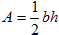 A = 1/2 bh